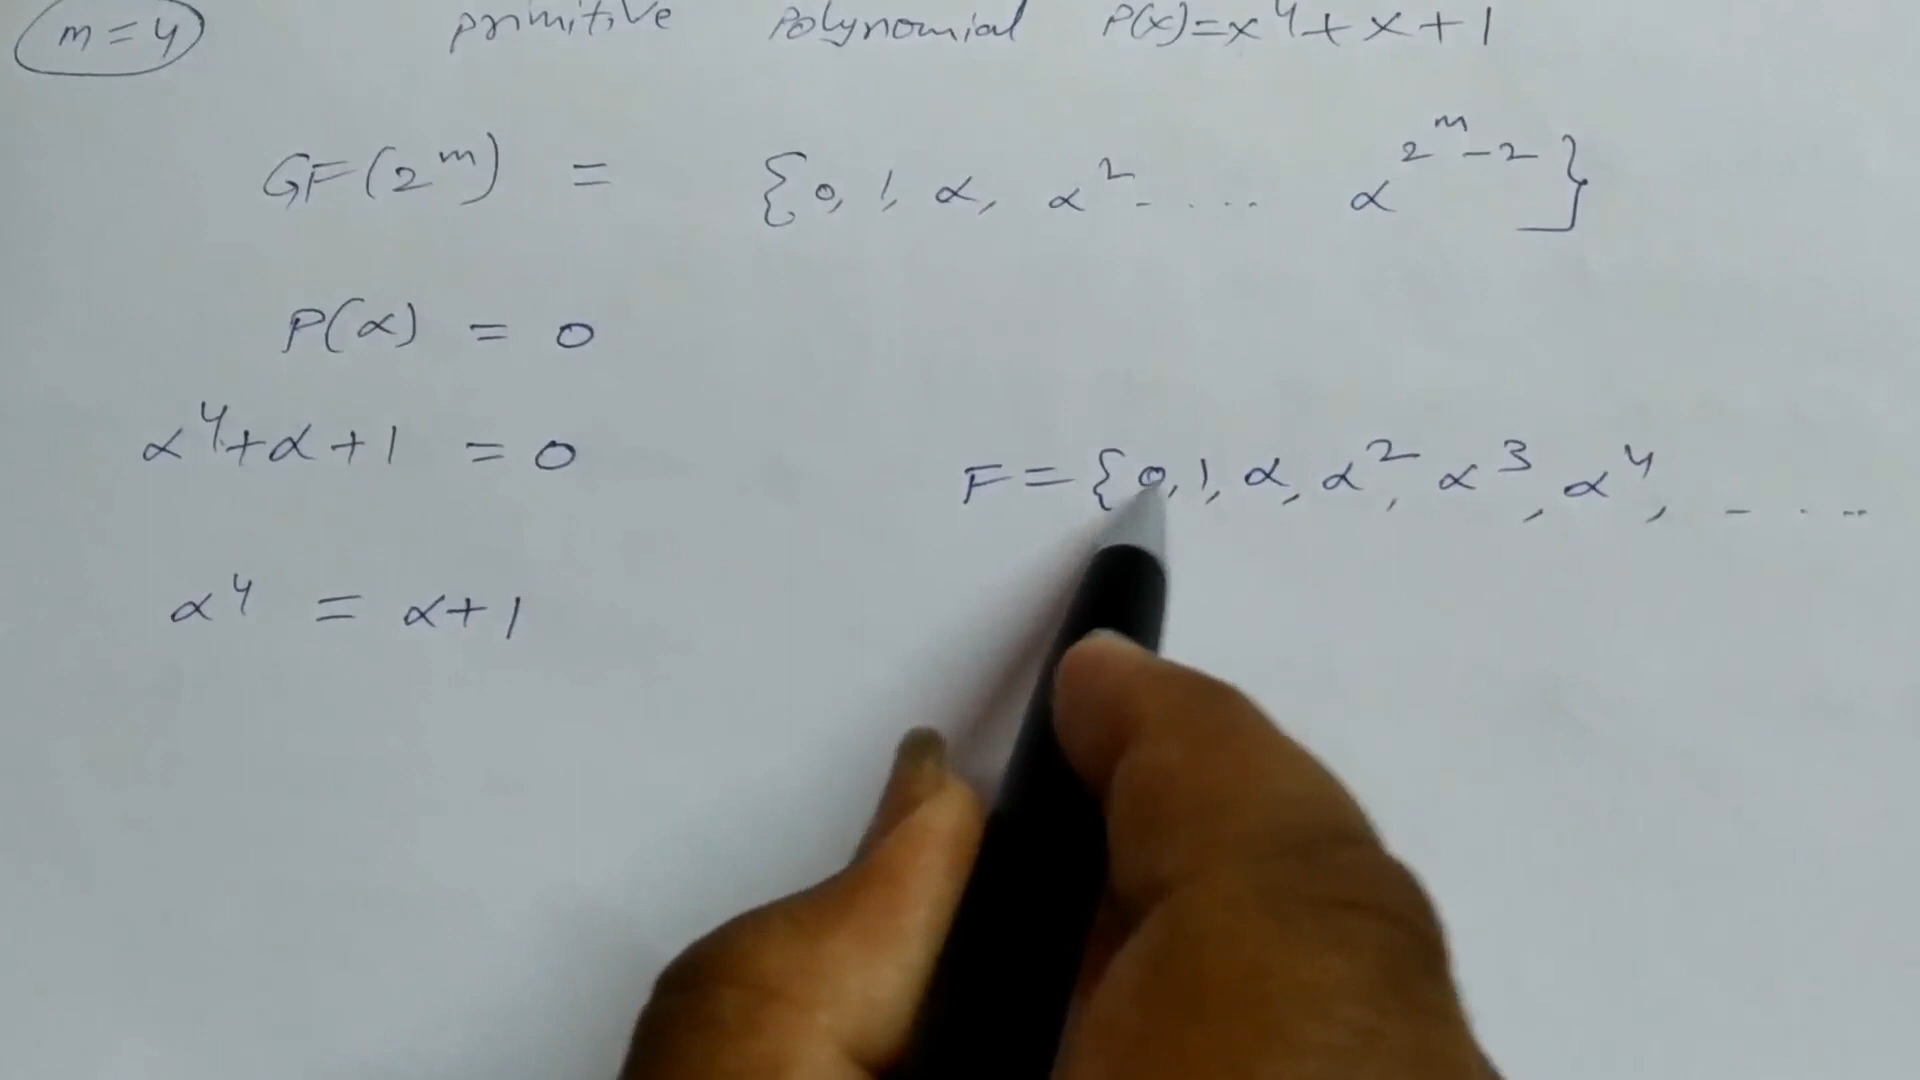 m = 4 primitive Polynomial P(x) = x⁴ + x + 1
GF(2ᵐ) = {0, 1, α, α² - .... α^(2^m - 2)}
P(α) = 0
α⁴ + α + 1 = 0
F = {0, 1, α, α², α³, α⁴, - . ..
α⁴ = α + 1